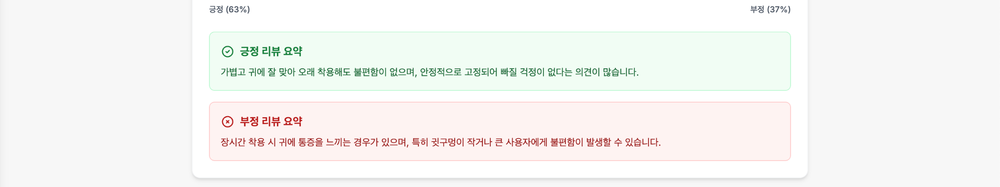 긍정 (63%)
부정 (37%)
긍정 리뷰 요약
가볍고 귀에 잘 맞아 오래 착용해도 불편함이 없으며, 안정적으로 고정되어 빠질 걱정이 없다는 의견이 많습니다.
부정 리뷰 요약
장시간 착용 시 귀에 통증을 느끼는 경우가 있으며, 특히 귓구멍이 작거나 큰 사용자에게 불편함이 발생할 수 있습니다.